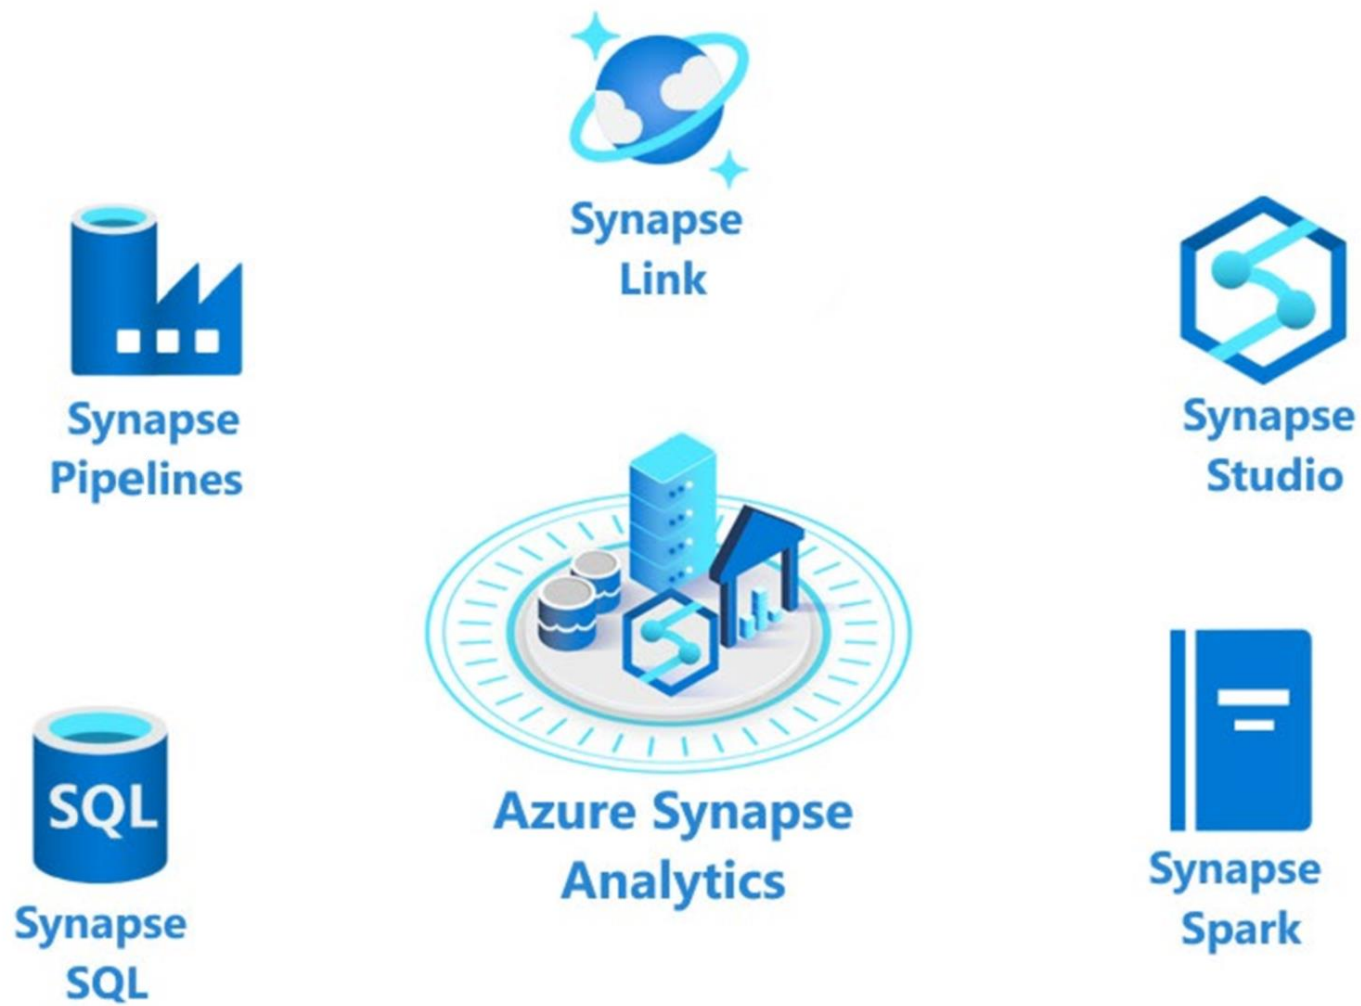 Synapse
Link
Synapse
Pipelines
Synapse
Studio
SQL
Synapse
SQL
Azure Synapse
Analytics
Synapse
Spark